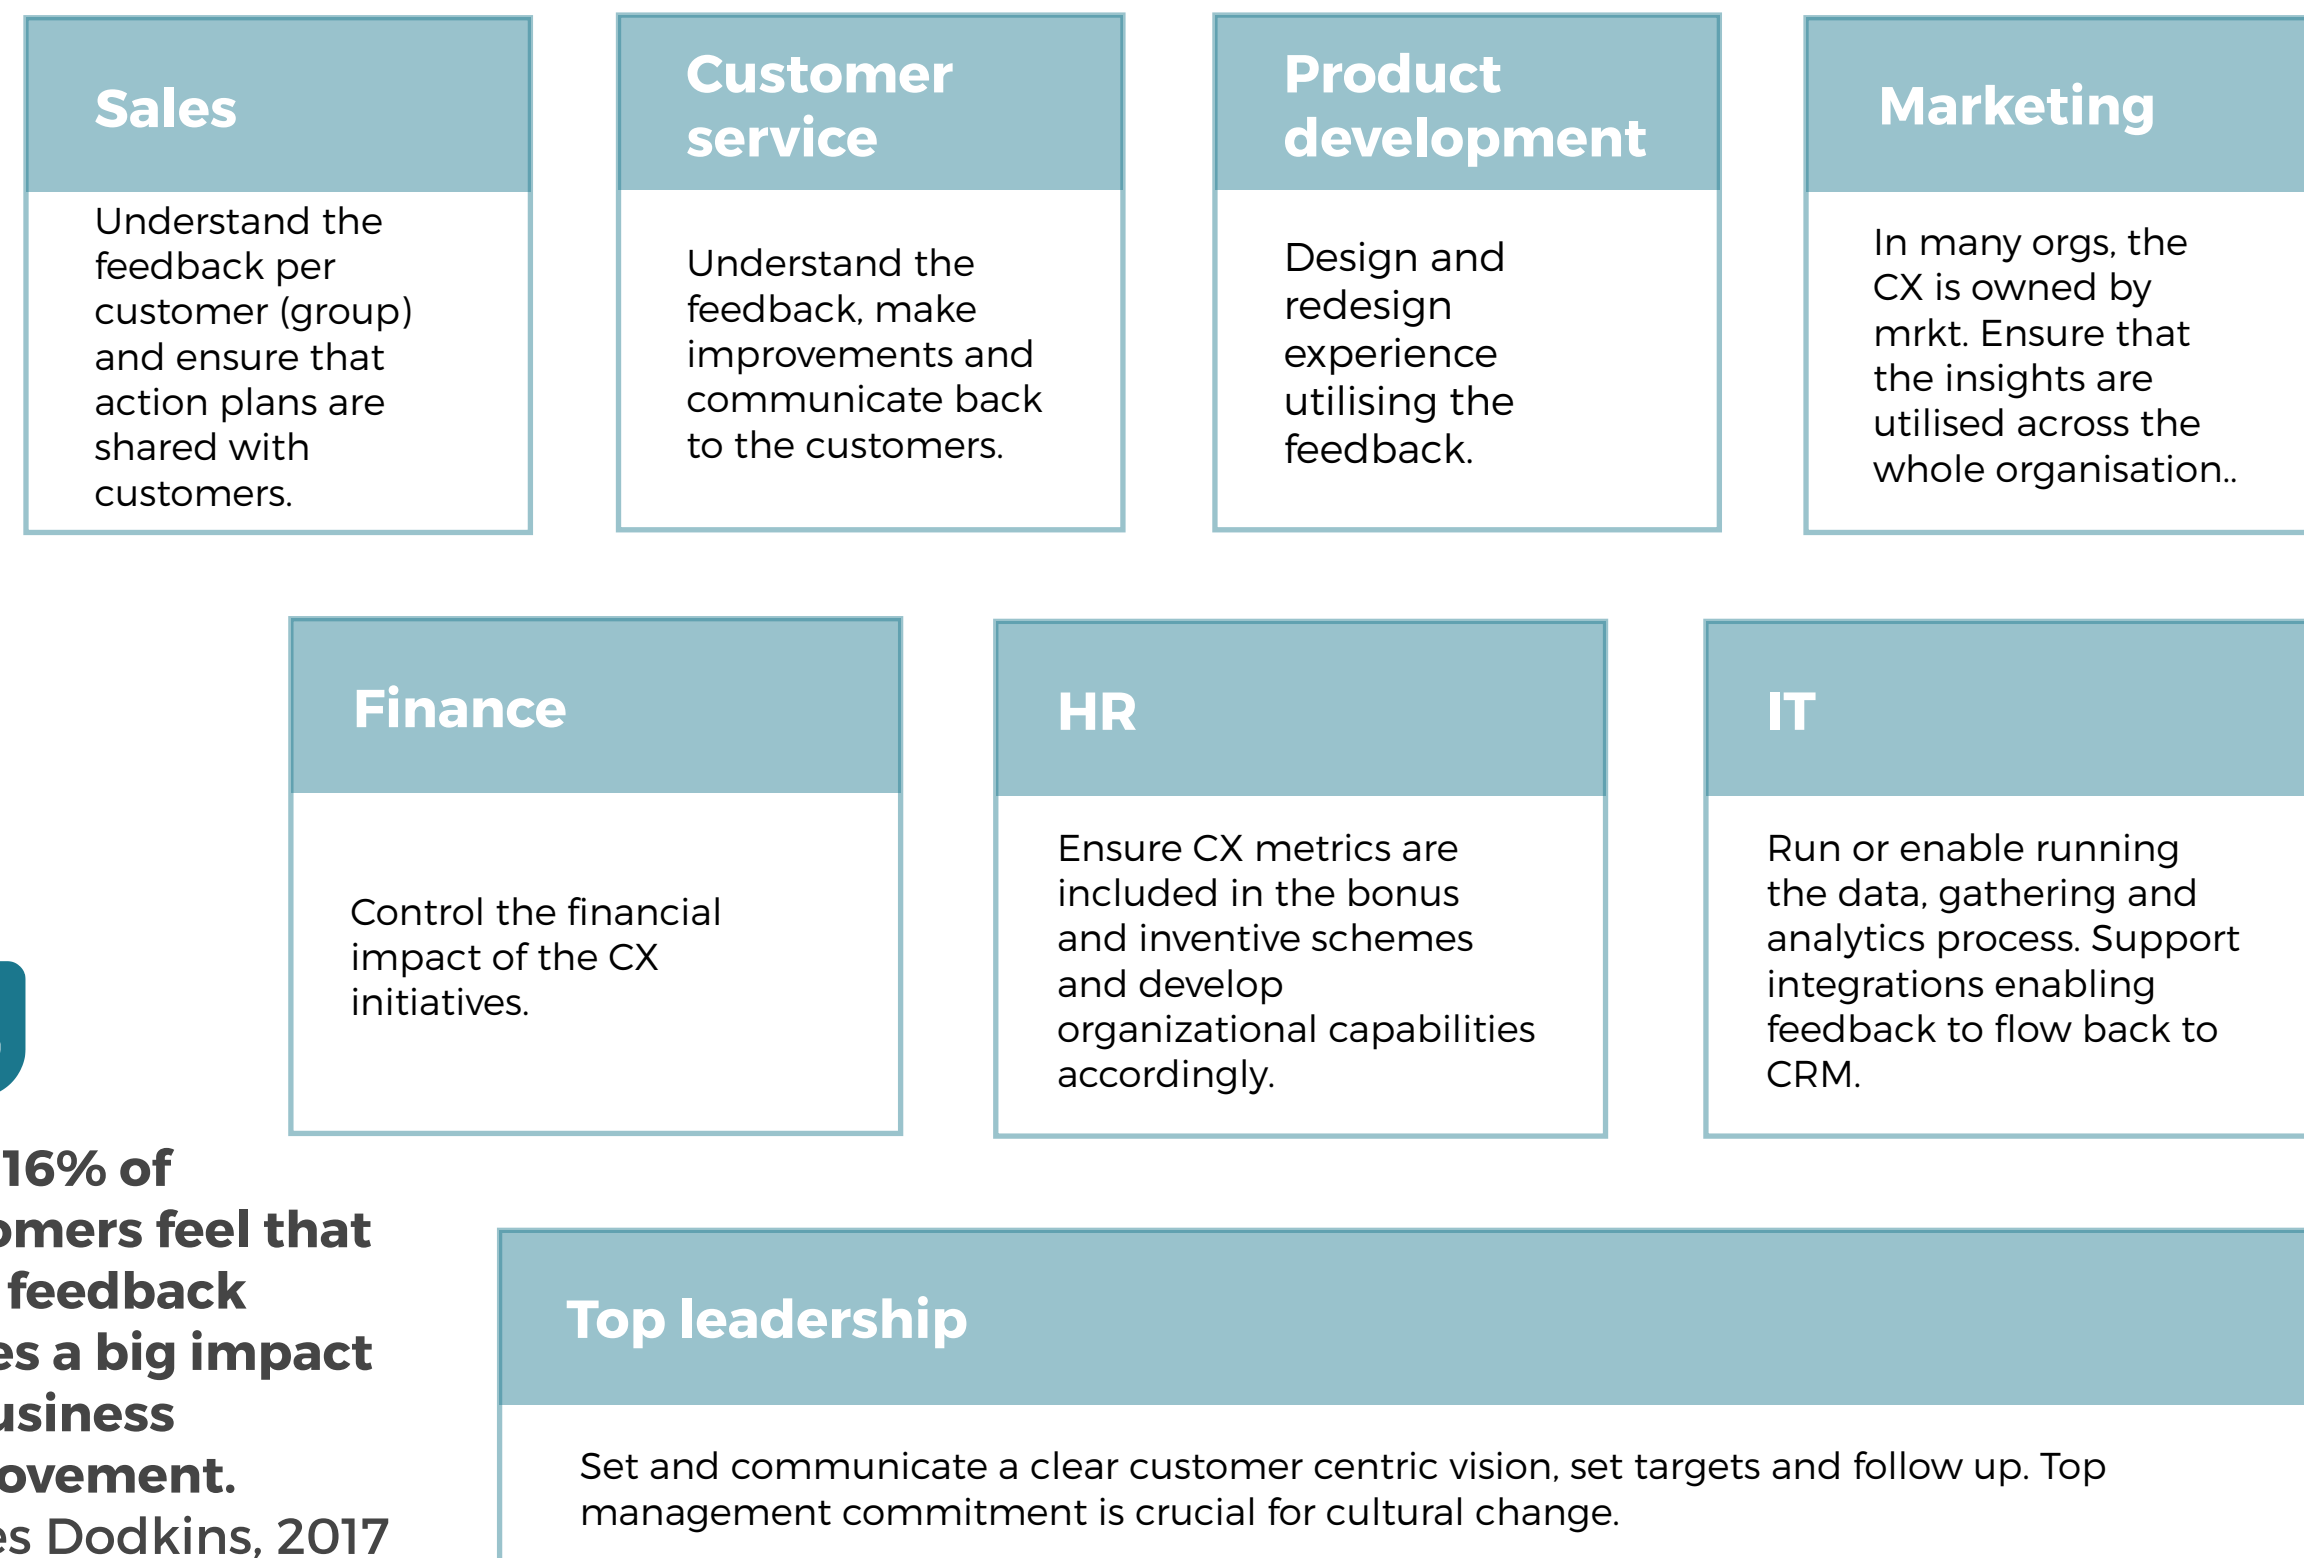 Sales
Understand the
feedback per
customer (group)
and ensure that
action plans are
shared with
customers.
Customer
service
Understand the
feedback, make
improvements and
communicate back
to the customers.
Product
development
Design and
redesign
experience
utilising the
feedback.
Marketing
In many orgs, the
CX is owned by
mrkt. Ensure that
the insights are
utilised across the
whole organisation..
Finance
Control the financial
impact of the CX
initiatives.
HR
Ensure CX metrics are
included in the bonus
and inventive schemes
and develop
organizational capabilities
accordingly.
IT
Run or enable running
the data, gathering and
analytics process. Support
integrations enabling
feedback to flow back to
CRM.
16% of
feel that
feedback
a big impact
Dodkins, 2017
Top leadership
Set and communicate a clear customer centric vision, set targets and follow up. Top
management commitment is crucial for cultural change.